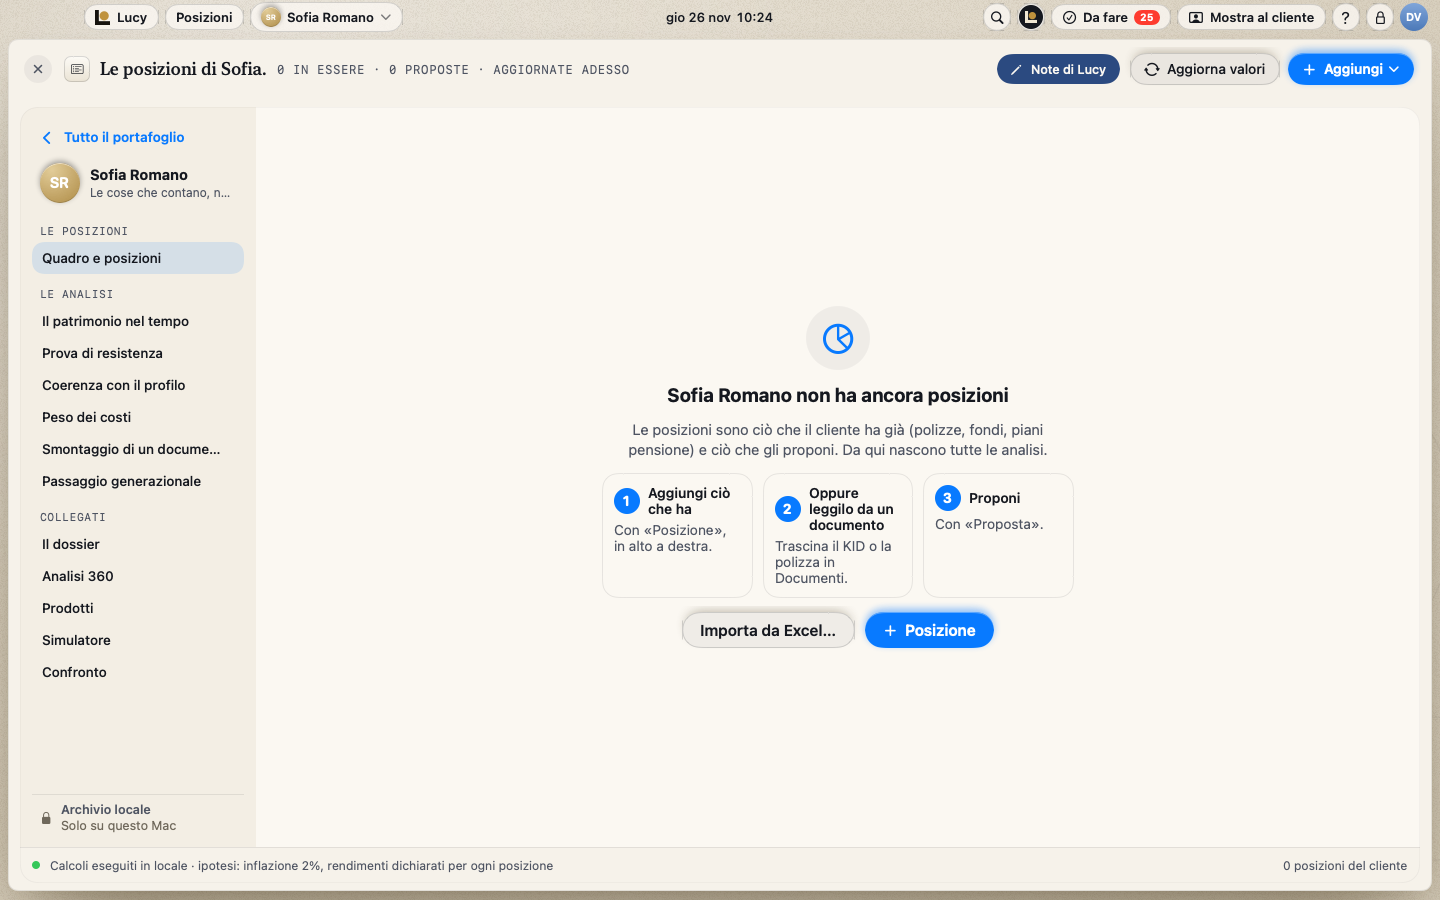 Lucy
Posizioni
SR
Sofia Romano
gio 26 nov 10:24
Da fare 25
Mostra al cliente
?
DV
Le posizioni di Sofia.
0 IN ESSERE · 0 PROPOSTE · AGGIORNATE ADESSO
Note di Lucy
Aggiorna valori
+ Aggiungi
Tutto il portafoglio
SR
Sofia Romano
Le cose che contano, n...
LE POSIZIONI
Quadro e posizioni
LE ANALISI
Il patrimonio nel tempo
Prova di resistenza
Coerenza con il profilo
Peso dei costi
Smontaggio di un docume...
Passaggio generazionale
COLLEGATI
Il dossier
Analisi 360
Prodotti
Simulatore
Confronto
Archivio locale
Solo su questo Mac
Sofia Romano non ha ancora posizioni
Le posizioni sono ciò che il cliente ha già (polizze, fondi, piani
pensione) e ciò che gli proponi. Da qui nascono tutte le analisi.
1
Aggiungi ciò
che ha
Con «Posizione»,
in alto a destra.
2
Oppure
leggilo da un
documento
Trascina il KID o la
polizza in
Documenti.
3
Proponi
Con «Proposta».
Importa da Excel...
+ Posizione
Calcoli eseguiti in locale · ipotesi: inflazione 2%, rendimenti dichiarati per ogni posizione
0 posizioni del cliente